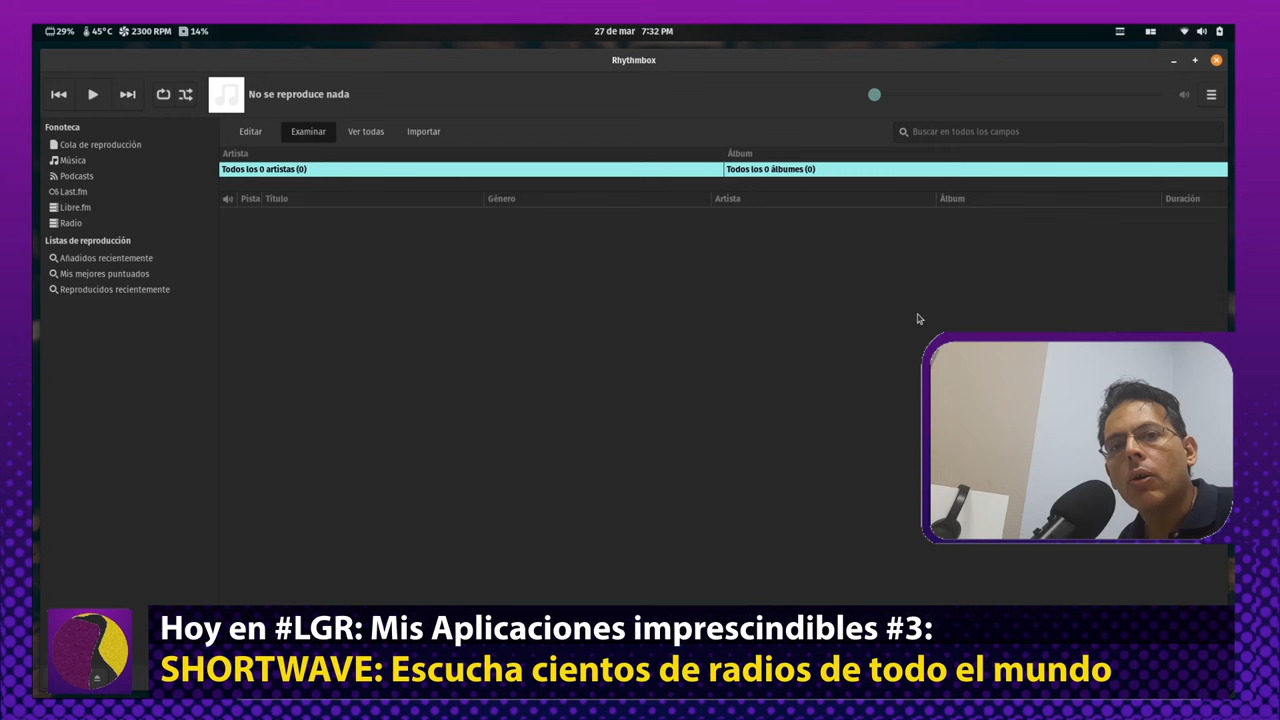 29% 45°C 2300 RPM 14%
27 de mar 7:32 PM
Rhythmbox
No se reproduce nada
Fonoteca
Cola de reproducción
Música
Podcasts
Last.fm
Libre.fm
Radio
Listas de reproducción
Añadidos recientemente
Mis mejores puntuados
Reproducidos recientemente
Editar Examinar Ver todas Importar
Buscar en todos los campos
Artista Álbum
Todos los 0 artistas (0) Todos los 0 álbumes (0)
Pista Título Género Artista Álbum Duración
Hoy en #LGR: Mis Aplicaciones imprescindibles #3:
SHORTWAVE: Escucha cientos de radios de todo el mundo